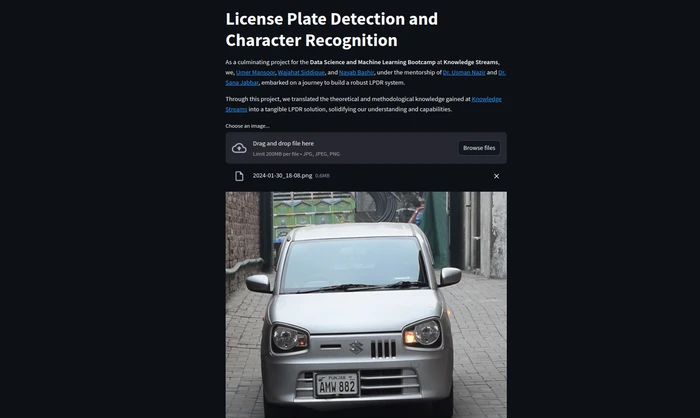 License Plate Detection and
Character Recognition
As a culminating project for the Data Science and Machine Learning Bootcamp at Knowledge Streams,
we, Umer Mansoor, Wajahat Siddique, and Nayab Bashir, under the mentorship of Dr. Usman Nazir and Dr.
Sana Jabbar, embarked on a journey to build a robust LPDR system.
Through this project, we translated the theoretical and methodological knowledge gained at Knowledge
Streams into a tangible LPDR solution, solidifying our understanding and capabilities.
Choose an image...
Drag and drop file here
Limit 200MB per file • JPG, JPEG, PNG
Browse files
2024-01-30_18-08.png 0.6MB
PUNJAB
AMW 882